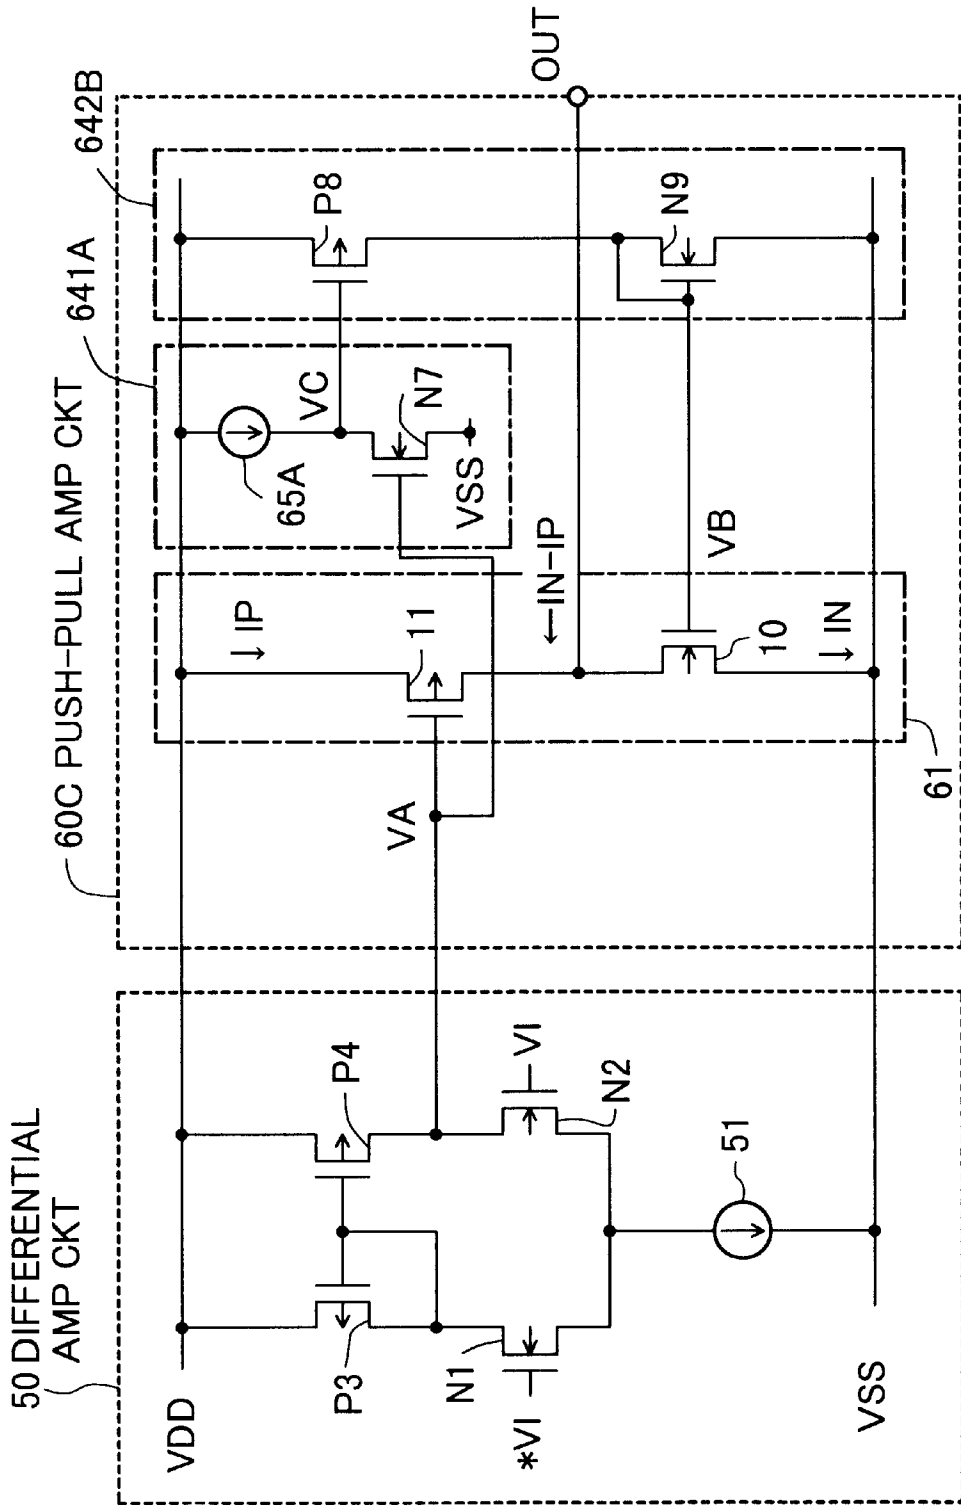 50 DIFFERENTIAL
AMP CKT
VDD
P3
P4
N1
*VI
VI
N2
51
VSS
60C PUSH-PULL AMP CKT
VA
61
↓ IP
11
←IN-IP
10
↓ IN
VB
641A
65A
VC
N7
VSS
642B
P8
N9
OUT